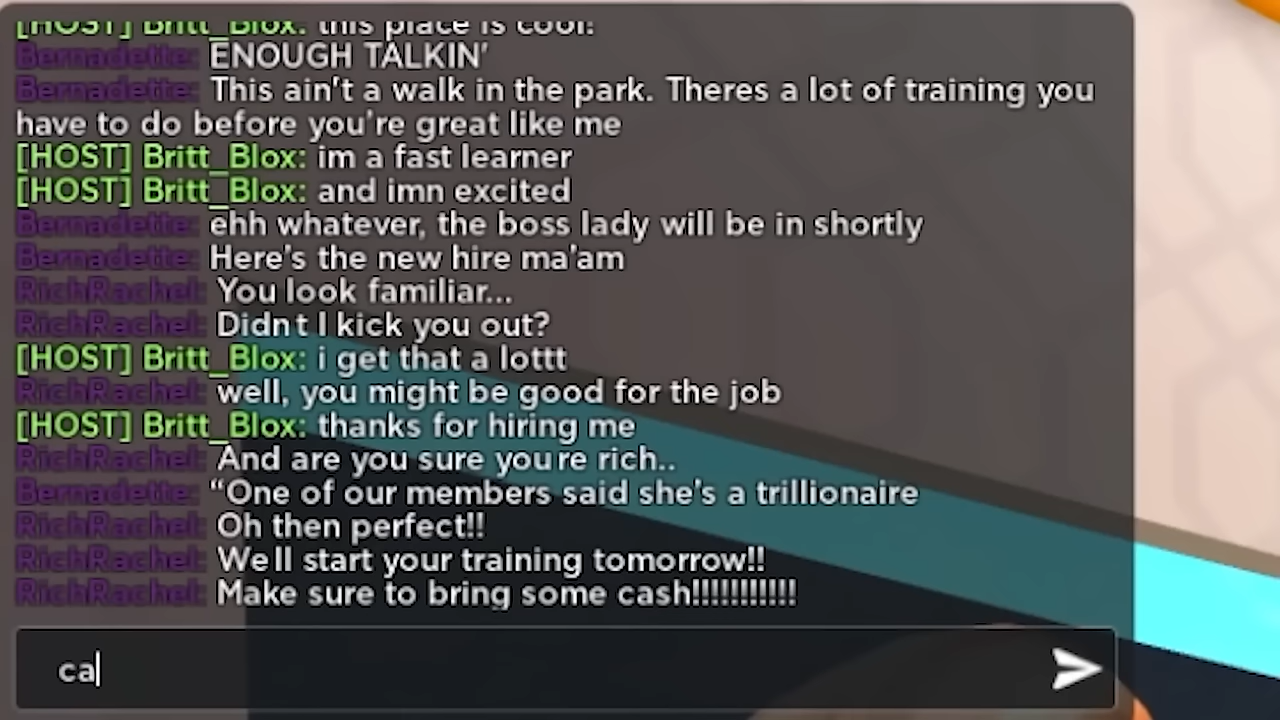 [HOST] Britt_Blox: this place is cool!
Bernadette: ENOUGH TALKIN'
Bernadette: This ain't a walk in the park. Theres a lot of training you
have to do before you're great like me
[HOST] Britt_Blox: im a fast learner
[HOST] Britt_Blox: and imn excited
Bernadette: ehh whatever, the boss lady will be in shortly
Bernadette: Here's the new hire ma'am
RichRachel: You look familiar...
RichRachel: Didnt I kick you out?
[HOST] Britt_Blox: i get that a lottt
RichRachel: well, you might be good for the job
[HOST] Britt_Blox: thanks for hiring me
RichRachel: And are you sure youre rich..
Bernadette: “One of our members said she's a trillionaire
RichRachel: Oh then perfect!!
RichRachel: Well start your training tomorrow!!
RichRachel: Make sure to bring some cash!!!!!!!!!!!
ca